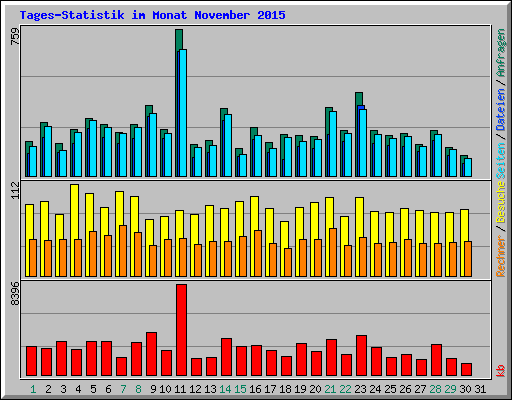 Tages-Statistik im Monat November 2015
759
112
8396
Rechner / Besuche Seiten / Dateien / Anfragen
kb
1 2 3 4 5 6 7 8 9 10 11 12 13 14 15 16 17 18 19 20 21 22 23 24 25 26 27 28 29 30 31